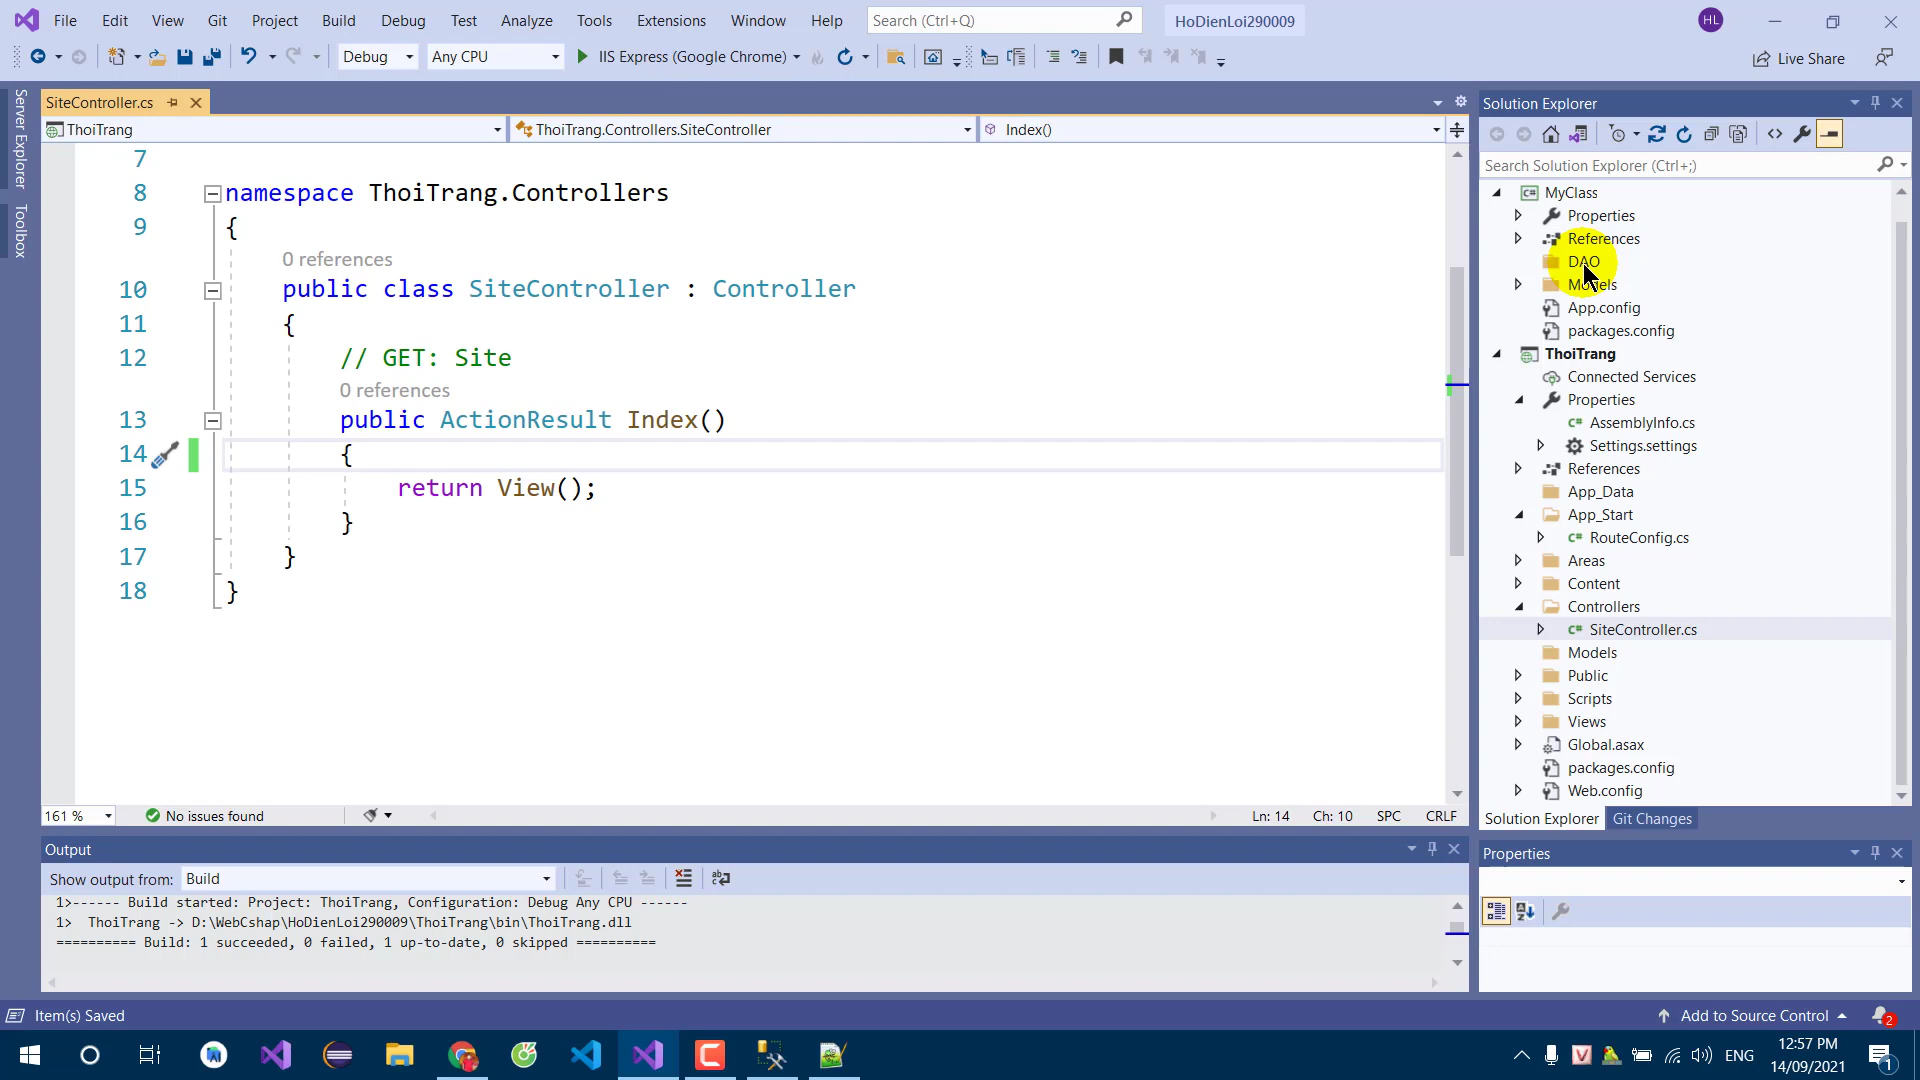 File Edit View Git Project Build Debug Test Analyze Tools Extensions Window Help Search (Ctrl+Q) HoDienLoi290009 HL
Debug Any CPU IIS Express (Google Chrome) Live Share
Server Explorer
Toolbox
SiteController.cs
ThoiTrang ThoiTrang.Controllers.SiteController Index()
7
8 namespace ThoiTrang.Controllers
9 {
0 references
10 public class SiteController : Controller
11 {
12 // GET: Site
0 references
13 public ActionResult Index()
14 {
15 return View();
16 }
17 }
18 }
161 % No issues found Ln: 14 Ch: 10 SPC CRLF
Output
Show output from: Build
1>------ Build started: Project: ThoiTrang, Configuration: Debug Any CPU ------
1> ThoiTrang -> D:\WebCshap\HoDienLoi290009\ThoiTrang\bin\ThoiTrang.dll
========== Build: 1 succeeded, 0 failed, 1 up-to-date, 0 skipped ==========
Solution Explorer
Search Solution Explorer (Ctrl+;)
C# MyClass
Properties
References
DAO
Models
App.config
packages.config
ThoiTrang
Connected Services
Properties
C# AssemblyInfo.cs
Settings.settings
References
App_Data
App_Start
C# RouteConfig.cs
Areas
Content
Controllers
C# SiteController.cs
Models
Public
Scripts
Views
Global.asax
packages.config
Web.config
Solution Explorer Git Changes
Properties
Item(s) Saved Add to Source Control 2
ENG 12:57 PM
14/09/2021 1